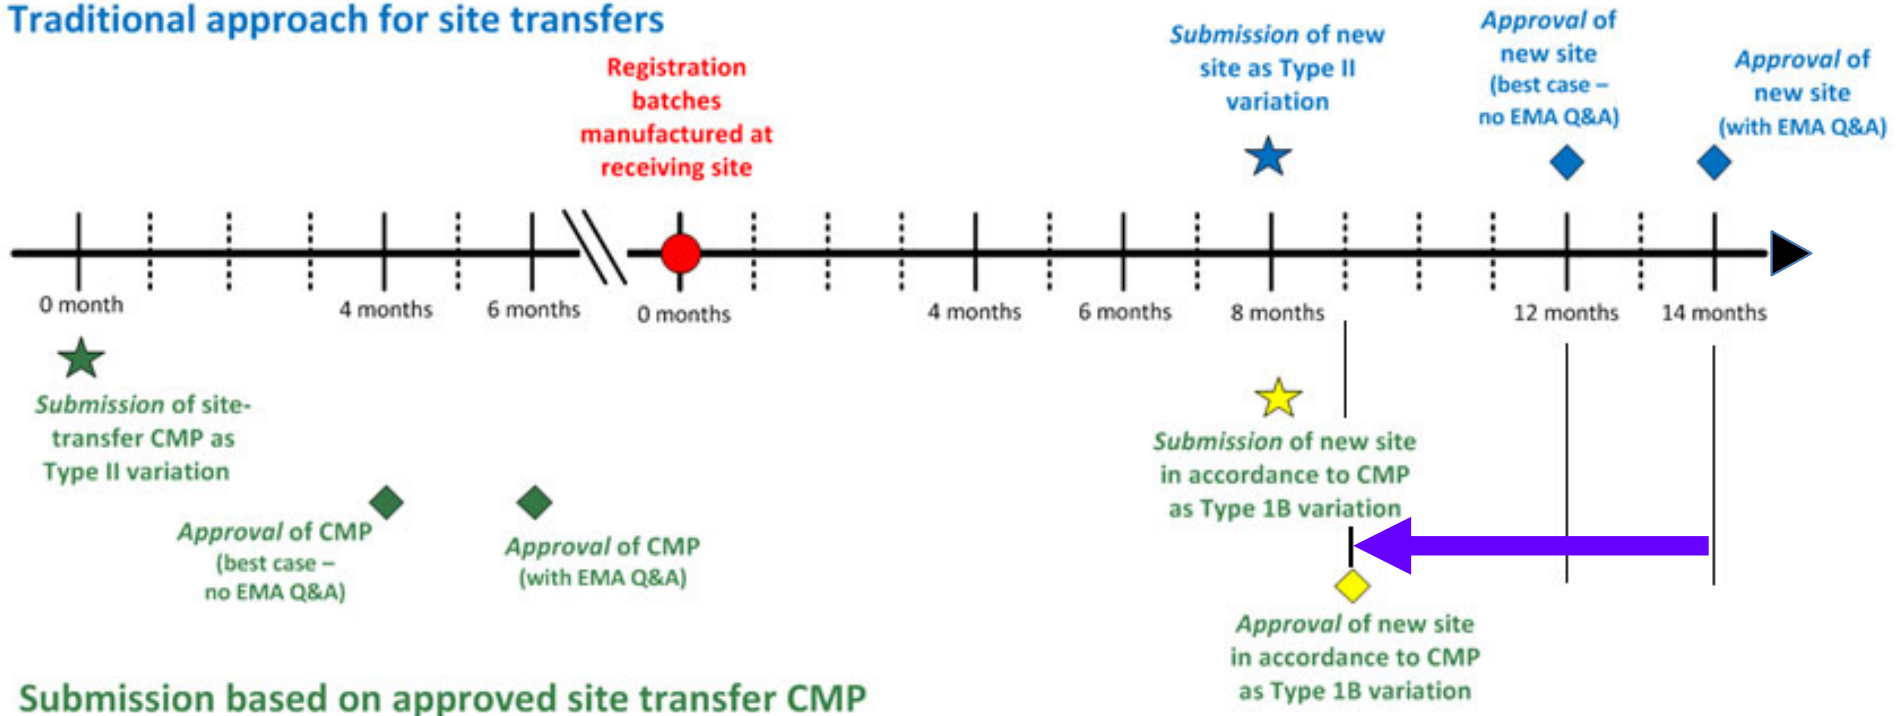 Traditional approach for site transfers
Registration
batches
manufactured at
receiving site
Submission of new
site as Type II
variation
Approval of
new site
(best case –
no EMA Q&A)
Approval of
new site
(with EMA Q&A)
0 month
4 months
6 months
0 months
4 months
6 months
8 months
12 months
14 months
Submission of site-
transfer CMP as
Type II variation
Approval of CMP
(best case –
no EMA Q&A)
Approval of CMP
(with EMA Q&A)
Submission of new site
in accordance to CMP
as Type 1B variation
Approval of new site
in accordance to CMP
as Type 1B variation
Submission based on approved site transfer CMP